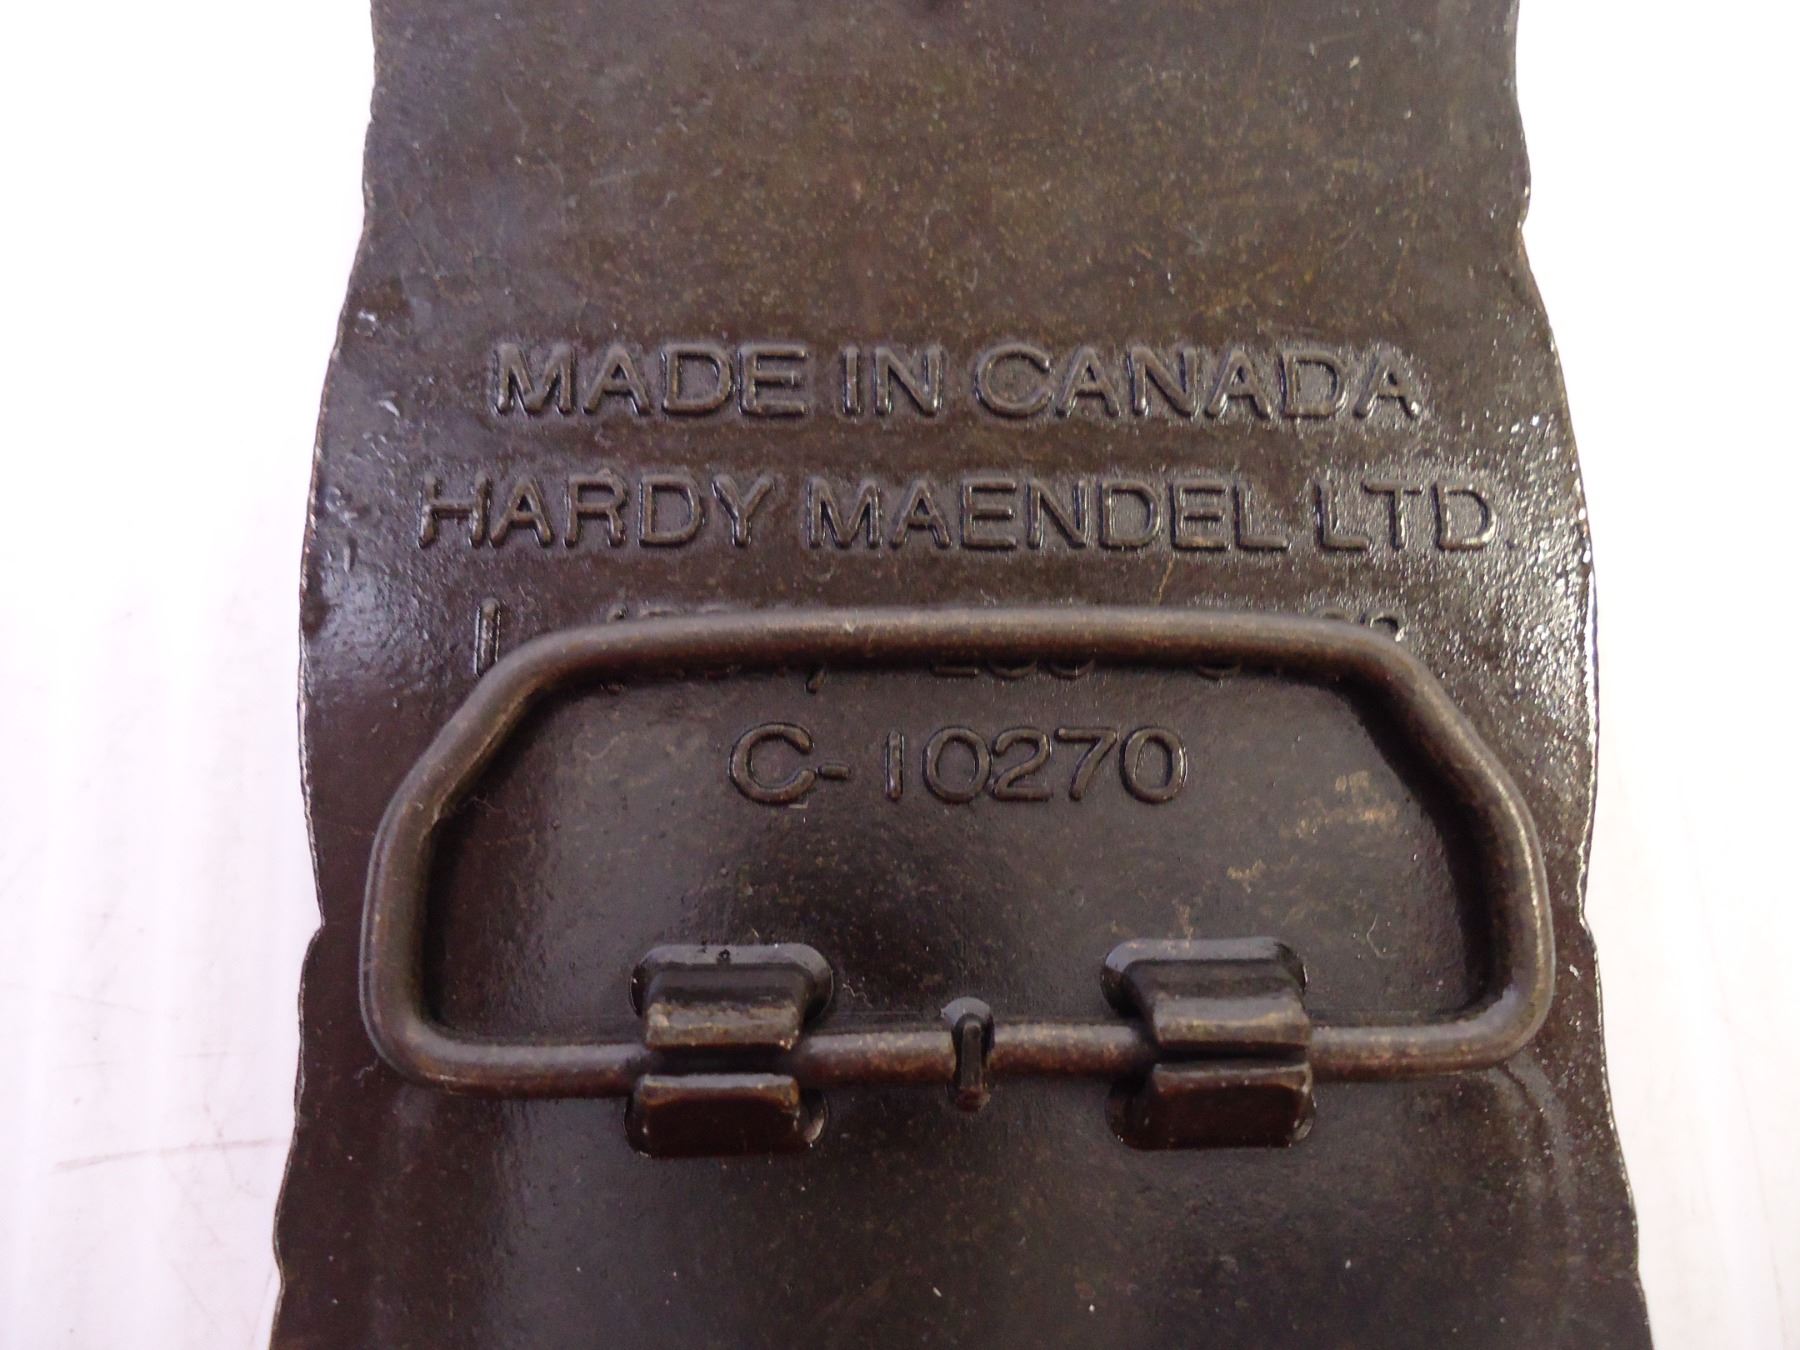 MADE IN CANADA
HARDY MAENDEL LTD.
C-10270